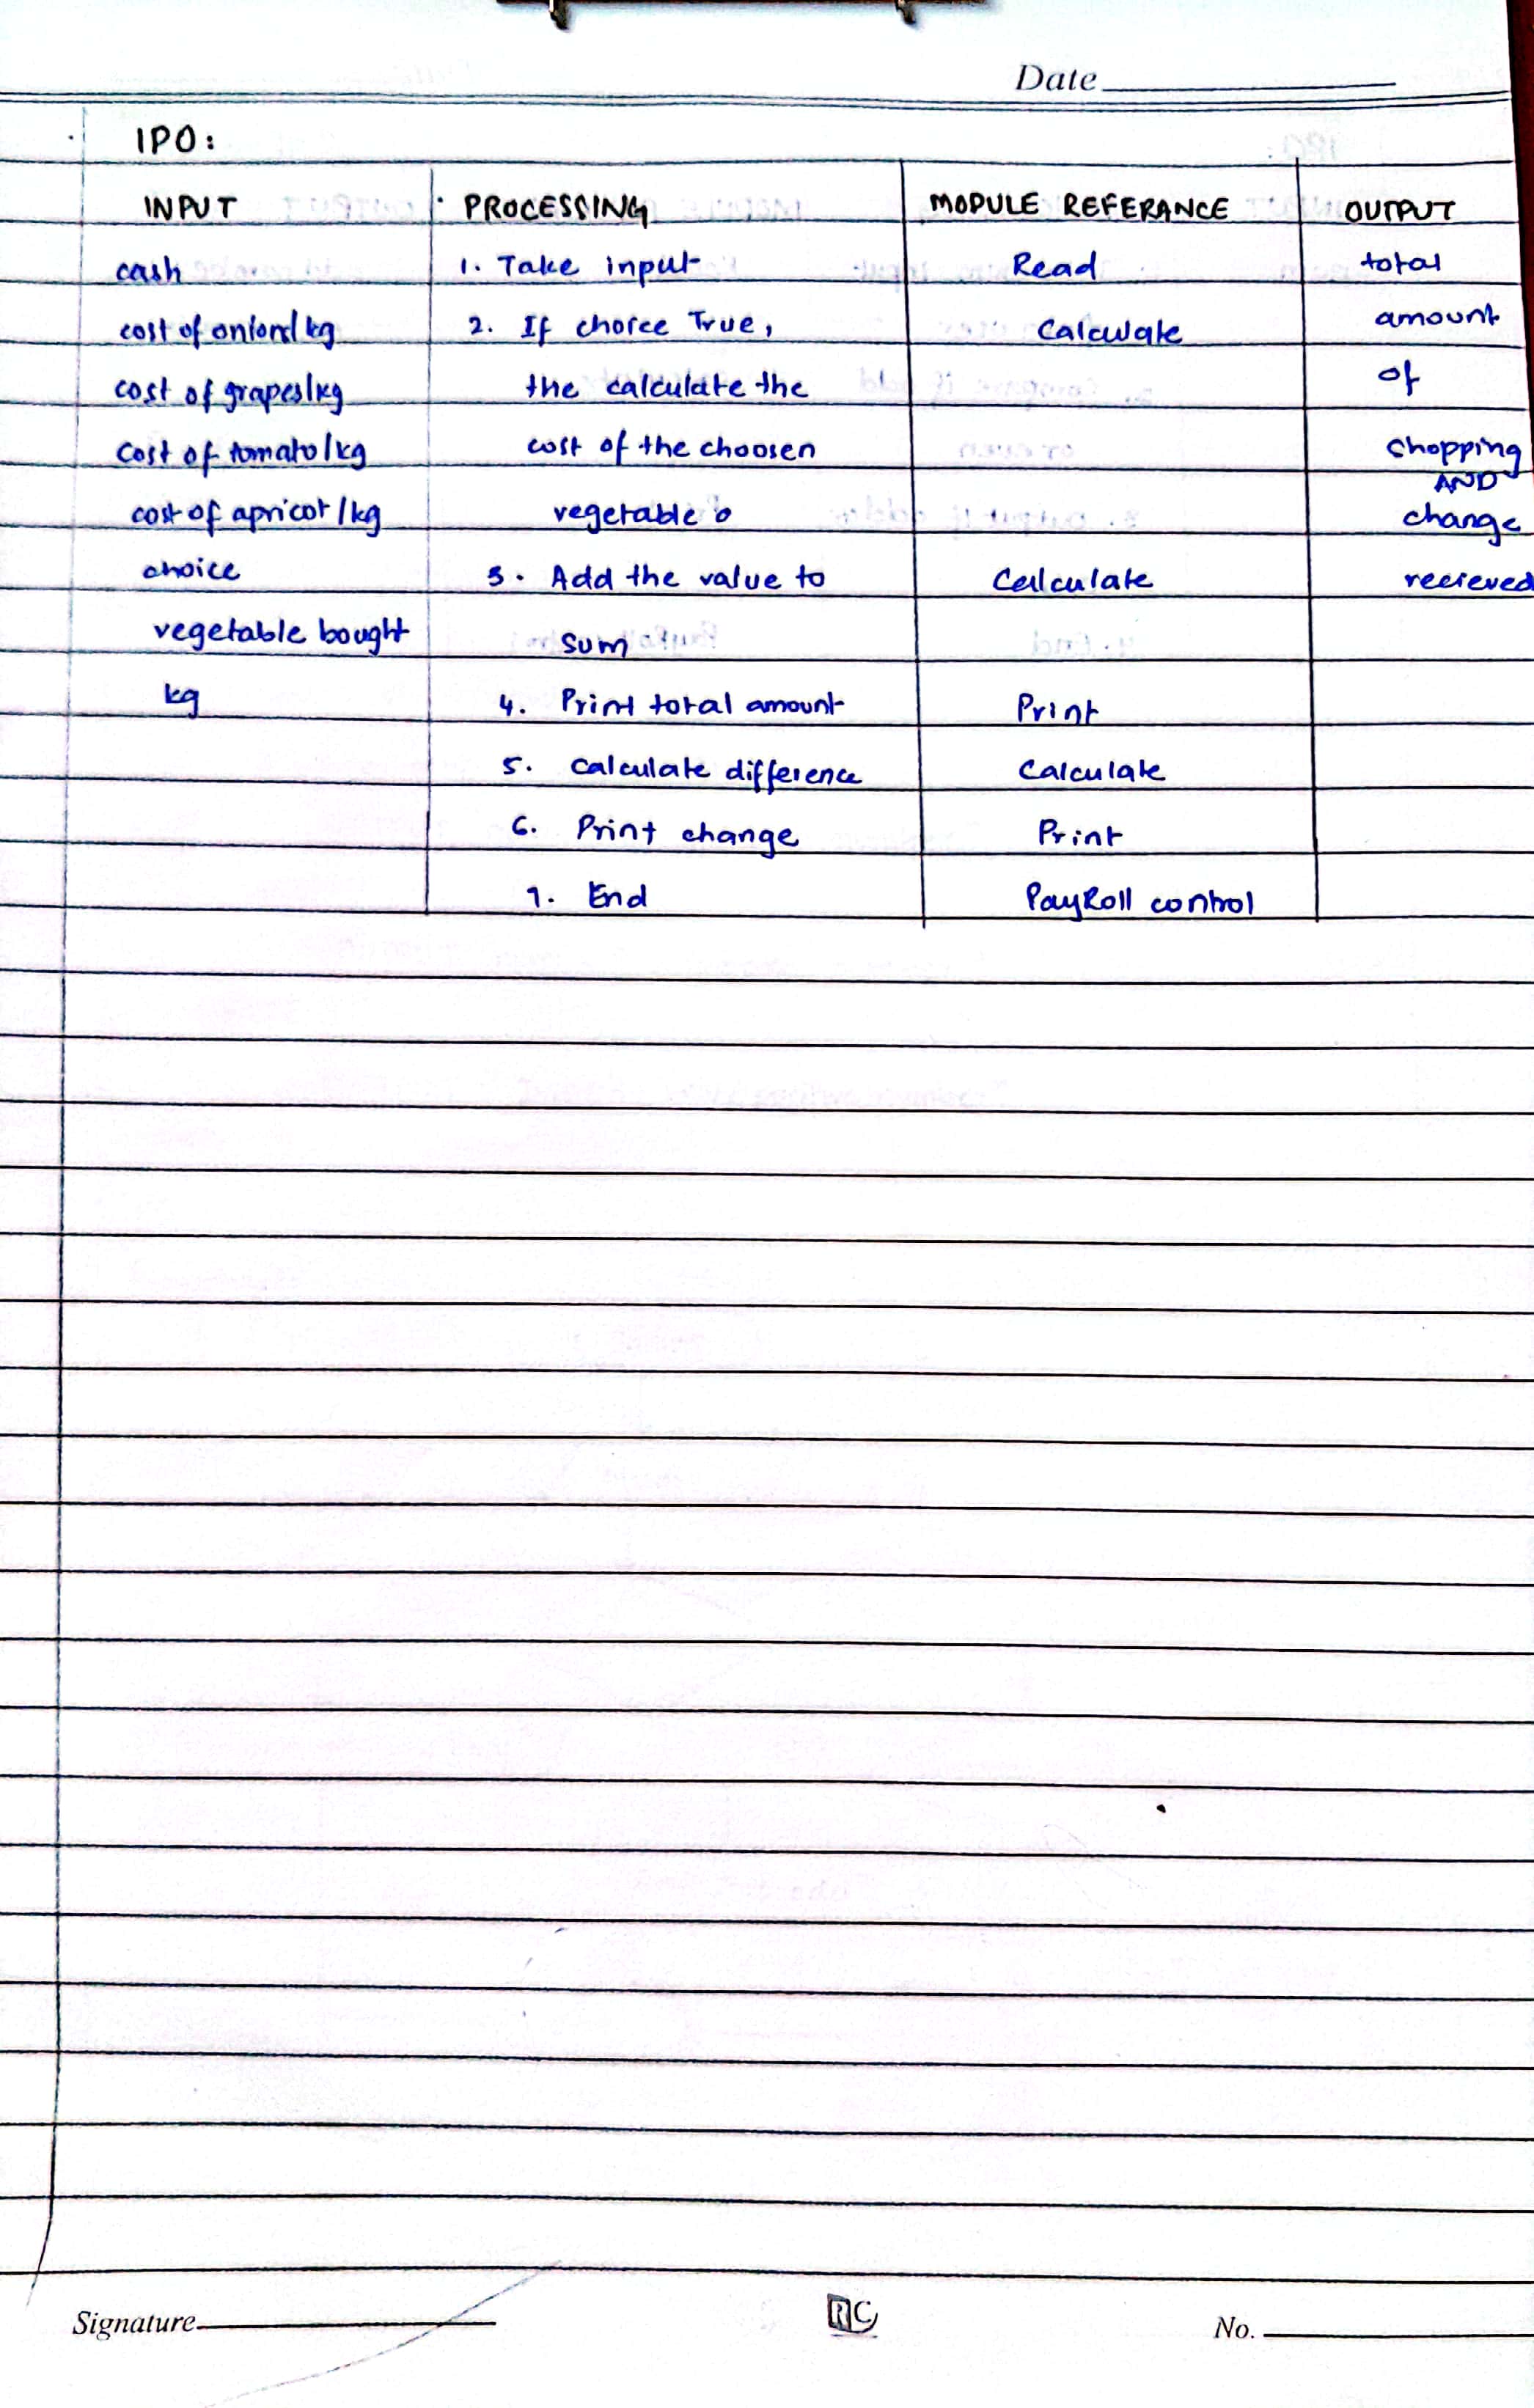 Date
IPO:
INPUT PROCESSING MODULE REFERANCE OUTPUT
cash 1. Take input Read total
cost of onion/kg 2. If choice True, Calculate amount
cost of grapes/kg the calculate the of
cost of tomato/kg cost of the choosen shopping
AND
cost of apricot/kg vegetable change
choice 3. Add the value to Calculate recieved
vegetable bought sum
kg 4. Print total amount Print
5. Calculate difference Calculate
6. Print change Print
7. End PayRoll control
Signature RC No.